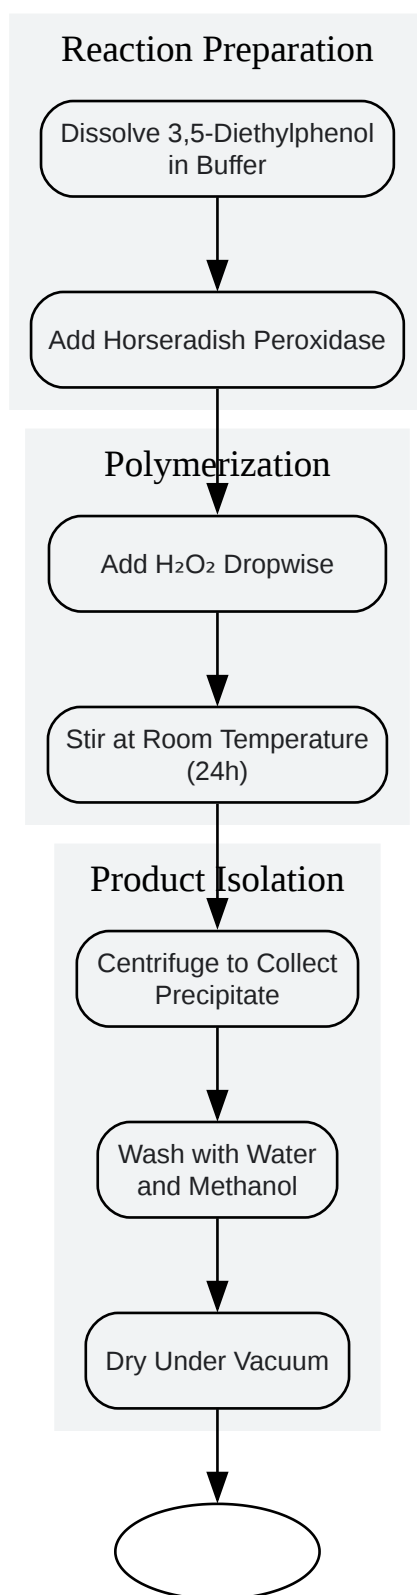 Reaction Preparation
Dissolve 3,5-Diethylphenol
in Buffer
Add Horseradish Peroxidase
Polymerization
Add H₂O₂ Dropwise
Stir at Room Temperature
(24h)
Product Isolation
Centrifuge to Collect
Precipitate
Wash with Water
and Methanol
Dry Under Vacuum